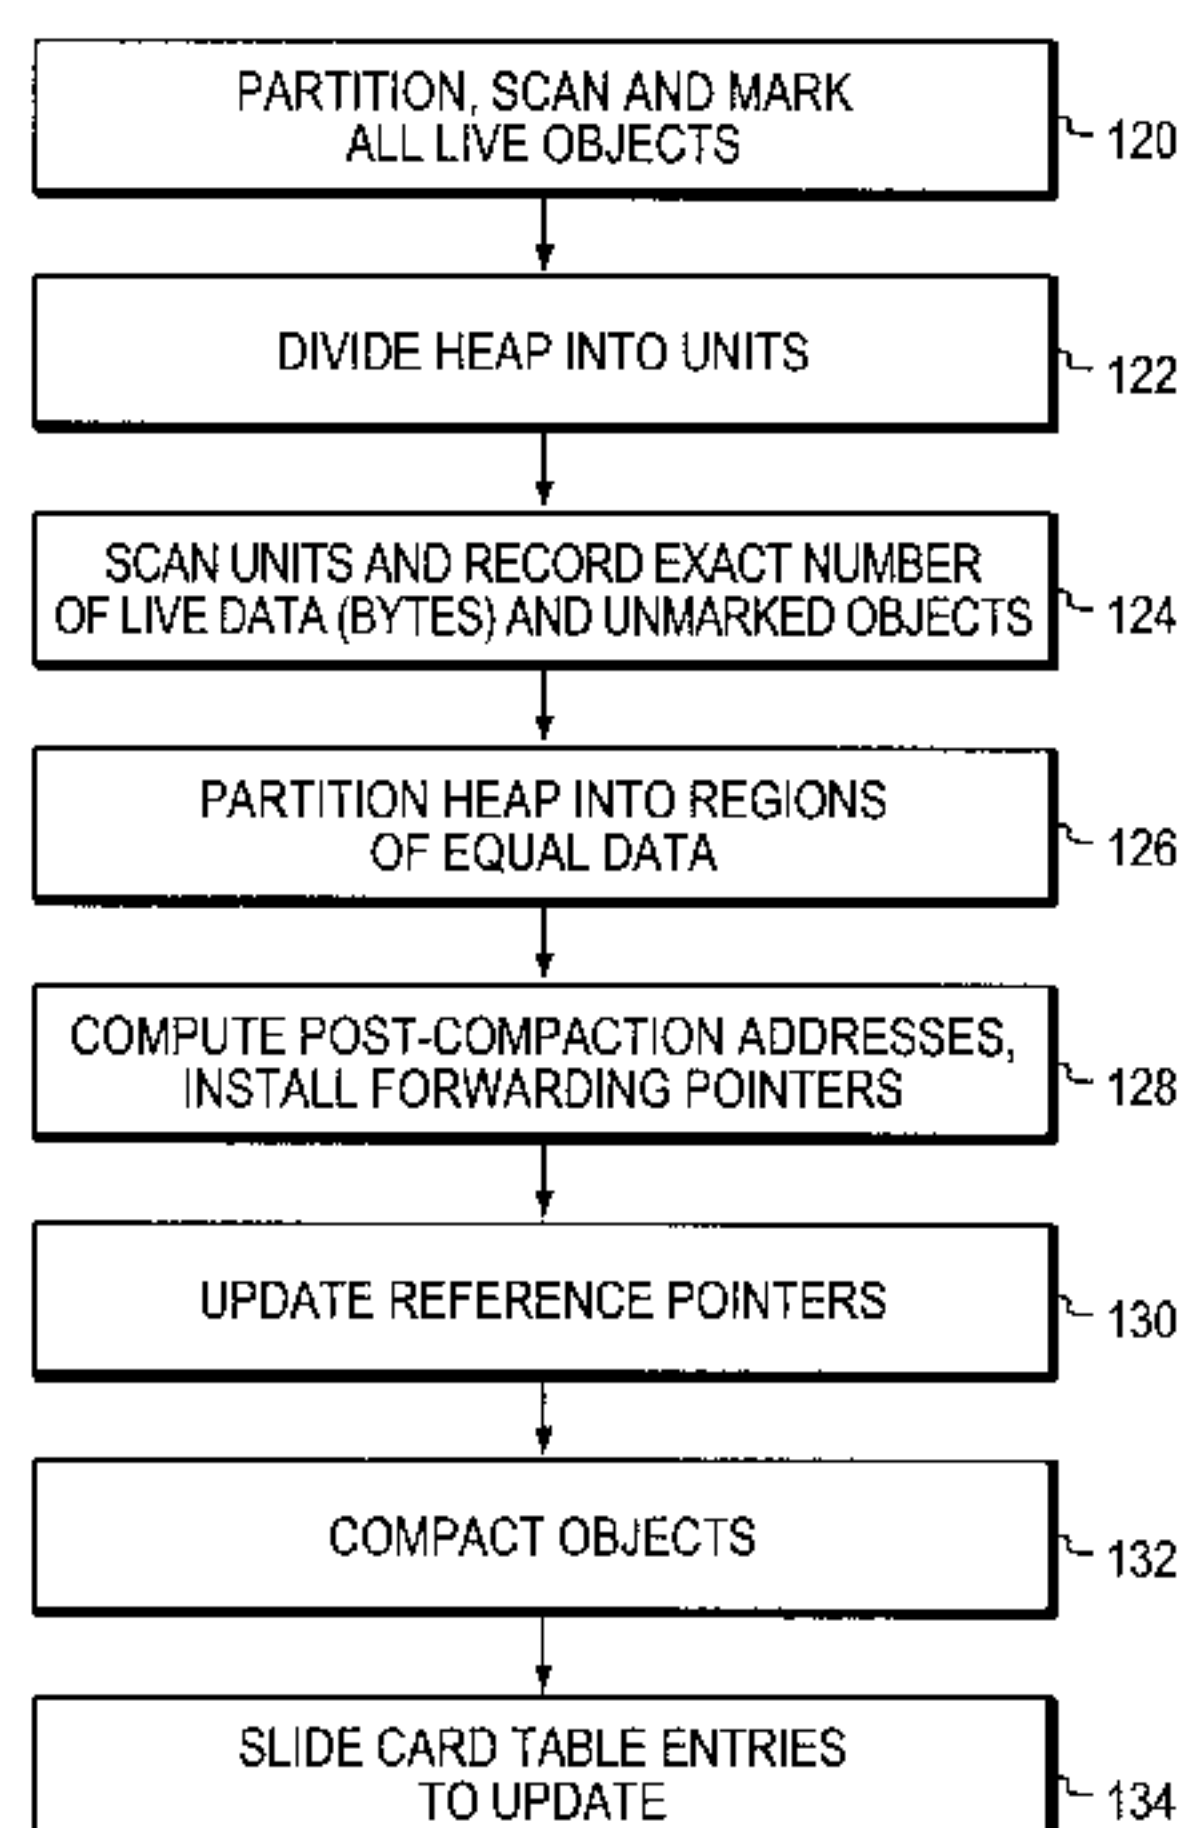 PARTITION, SCAN AND MARK
ALL LIVE OBJECTS
120
DIVIDE HEAP INTO UNITS
122
SCAN UNITS AND RECORD EXACT NUMBER
OF LIVE DATA (BYTES) AND UNMARKED OBJECTS
124
PARTITION HEAP INTO REGIONS
OF EQUAL DATA
126
COMPUTE POST-COMPACTION ADDRESSES,
INSTALL FORWARDING POINTERS
128
UPDATE REFERENCE POINTERS
130
COMPACT OBJECTS
132
SLIDE CARD TABLE ENTRIES
TO UPDATE
134